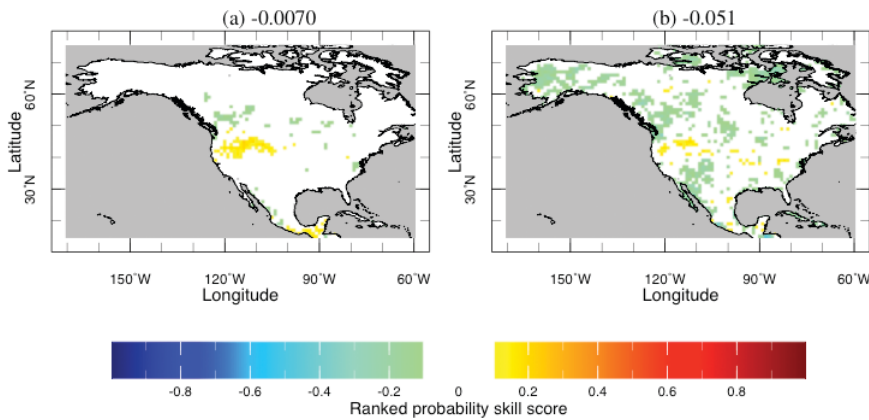 (a) -0.0070
(b) -0.051
Latitude
60°N
30°N
150°W 120°W 90°W 60°W
Longitude
Latitude
60°N
30°N
150°W 120°W 90°W 60°W
Longitude
-0.8 -0.6 -0.4 -0.2 0 0.2 0.4 0.6 0.8
Ranked probability skill score